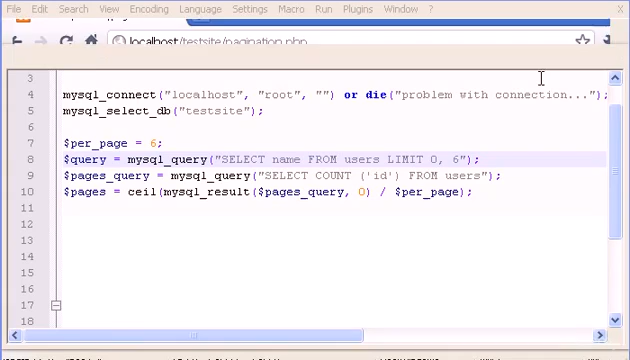 File Edit Search View Encoding Language Settings Macro Run Plugins Window ? X
localhost/testsite/pagination.php
3
4 mysql_connect("localhost", "root", "") or die("problem with connection...");
5 mysql_select_db("testsite");
6
7 $per_page = 6;
8 $query = mysql_query("SELECT name FROM users LIMIT 0, 6");
9 $pages_query = mysql_query("SELECT COUNT ('id') FROM users");
10 $pages = ceil(mysql_result($pages_query, 0) / $per_page);
11
12
13
14
15
16
17
18